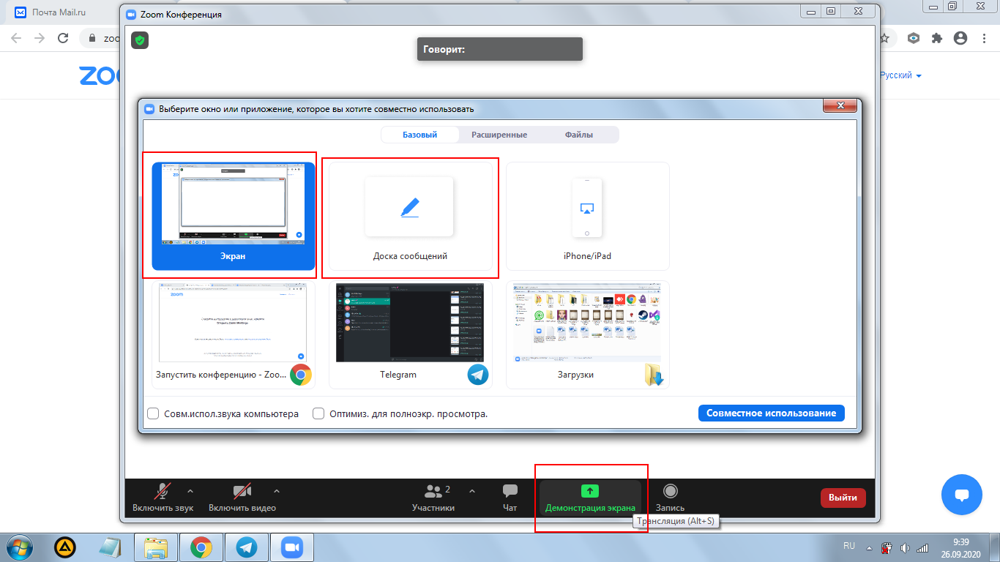 Почта Mail.ru
Zoom Конференция
zoo
Говорит:
zoo
Русский
Выберите окно или приложение, которое вы хотите совместно использовать
Базовый
Расширенные
Файлы
Экран
Доска сообщений
iPhone/iPad
zoom
Запустить конференцию - Zoo...
Telegram
Загрузки
Совм.испол.звука компьютера
Оптимиз. для полноэкр. просмотра.
Совместное использование
2
Включить звук
Включить видео
Участники
Чат
Демонстрация экрана
Запись
Выйти
Трансляция (Alt+S)
RU
9:39
26.09.2020